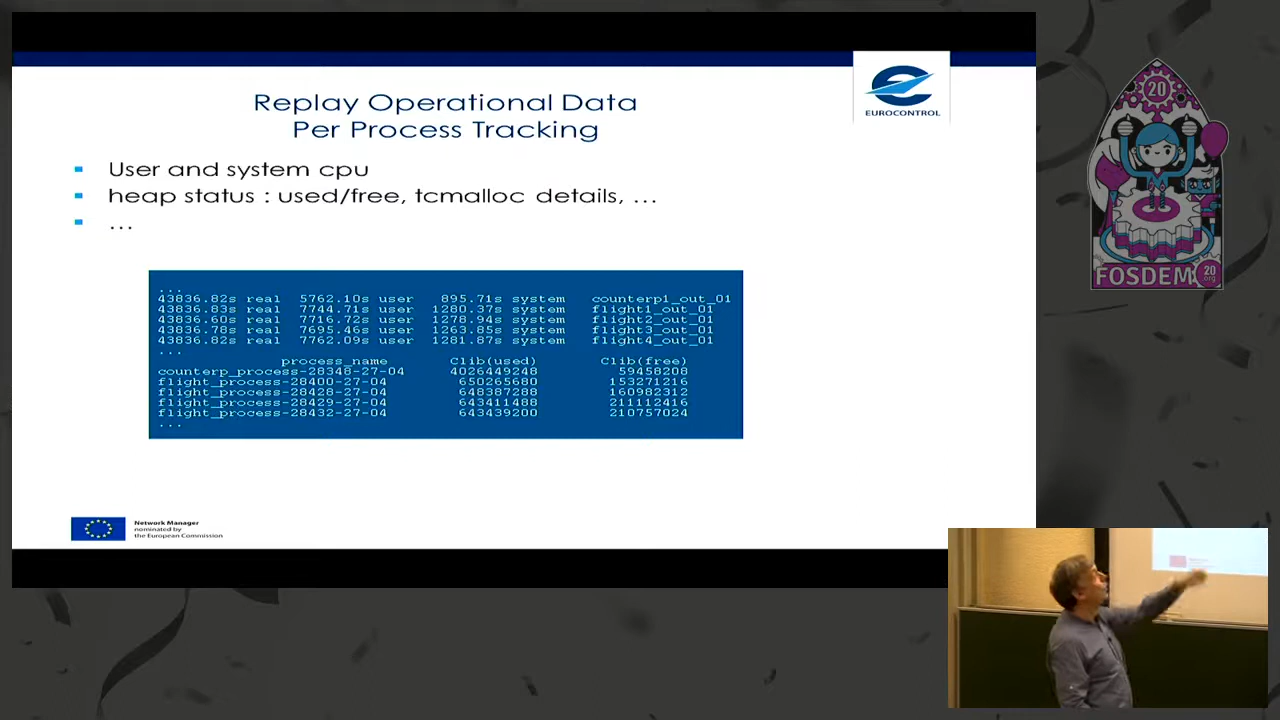 Replay Operational Data
Per Process Tracking
EUROCONTROL
User and system cpu
heap status : used/free, tcmalloc details, ...
...
...
43836.82s real 5762.10s user 895.71s system counterp1_out_01
43836.83s real 7744.71s user 1280.37s system flight1_out_01
43836.60s real 7716.72s user 1278.94s system flight2_out_01
43836.78s real 7695.46s user 1263.85s system flight3_out_01
43836.82s real 7762.09s user 1281.87s system flight4_out_01
...
process_name Clib(used) Clib(free)
counterp_process-28348-27-04 4026449248 59458208
flight_process-28400-27-04 650265680 153271216
flight_process-28428-27-04 648387288 160982312
flight_process-28429-27-04 643411488 211112416
flight_process-28432-27-04 643439200 210757024
...
Network Manager
nominated by
the European Commission
20
FOSDEM 20
.org